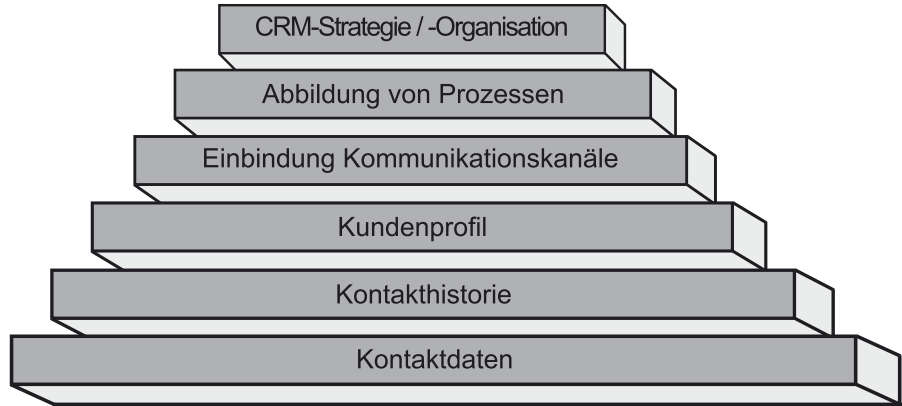 CRM-Strategie / -Organisation
Abbildung von Prozessen
Einbindung Kommunikationskanäle
Kundenprofil
Kontakthistorie
Kontaktdaten